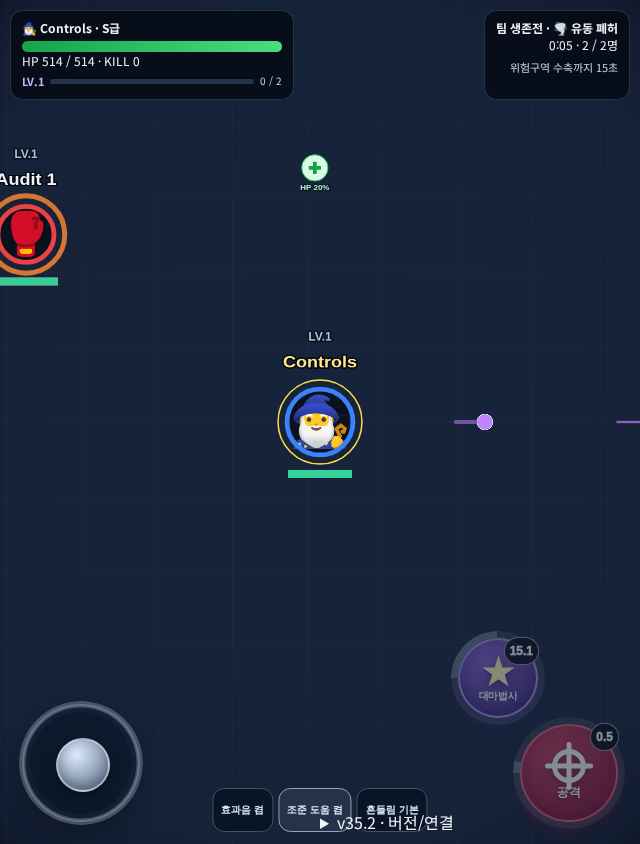 🧙‍♂️ Controls · S급
HP 514 / 514 · KILL 0
LV.1 0 / 2
팀 생존전 · 🌪️ 유동 폐허
0:05 · 2 / 2명
위험구역 수축까지 15초
LV.1
Audit 1
HP 20%
LV.1
Controls
15.1
대마법사
0.5
공격
효과음 켬
조준 도움 켬
흔들림 기본
▶ v35.2 · 버전/연결